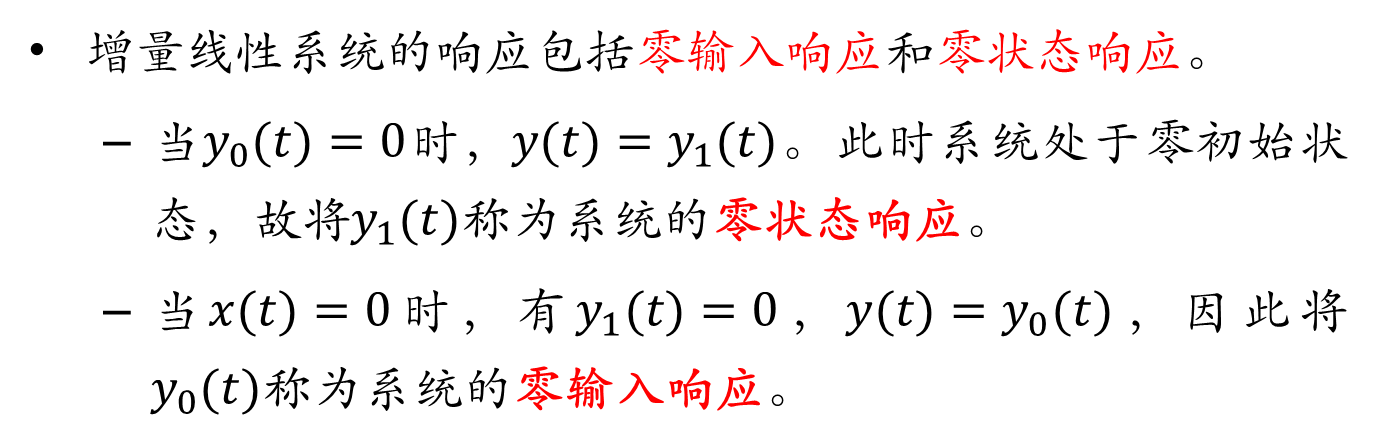 • 增量线性系统的响应包括零输入响应和零状态响应。
– 当y₀(t) = 0时，y(t) = y₁(t)。此时系统处于零初始状
态，故将y₁(t)称为系统的零状态响应。
– 当 x(t) = 0 时，有 y₁(t) = 0，y(t) = y₀(t)，因此将
y₀(t)称为系统的零输入响应。